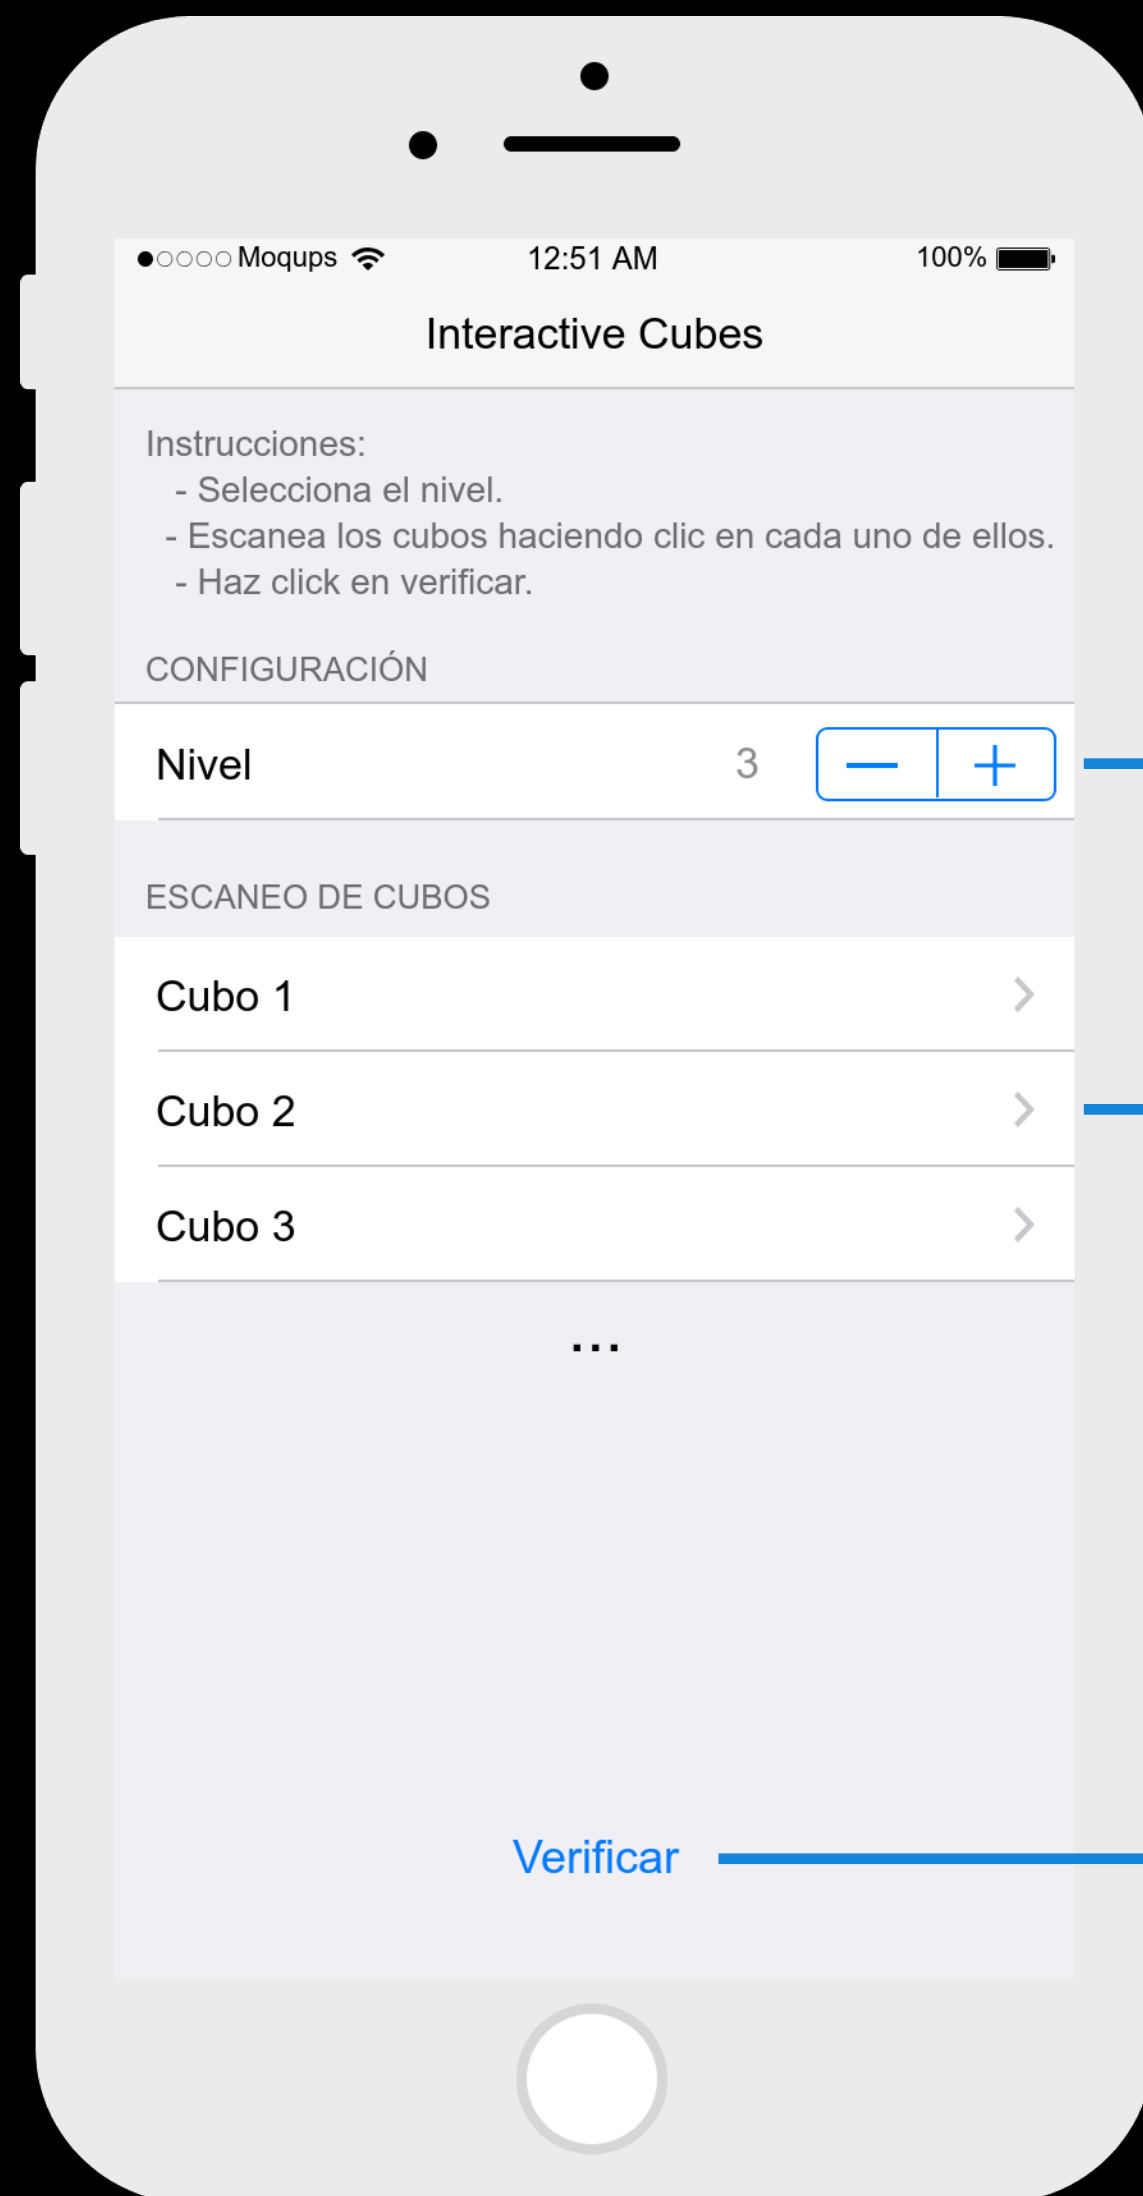 Moqups 12:51 AM 100%
Interactive Cubes
Instrucciones:
- Selecciona el nivel.
- Escanea los cubos haciendo clic en cada uno de ellos.
- Haz click en verificar.
CONFIGURACIÓN
Nivel 3
ESCANEO DE CUBOS
Cubo 1
Cubo 2
Cubo 3
...
Verificar